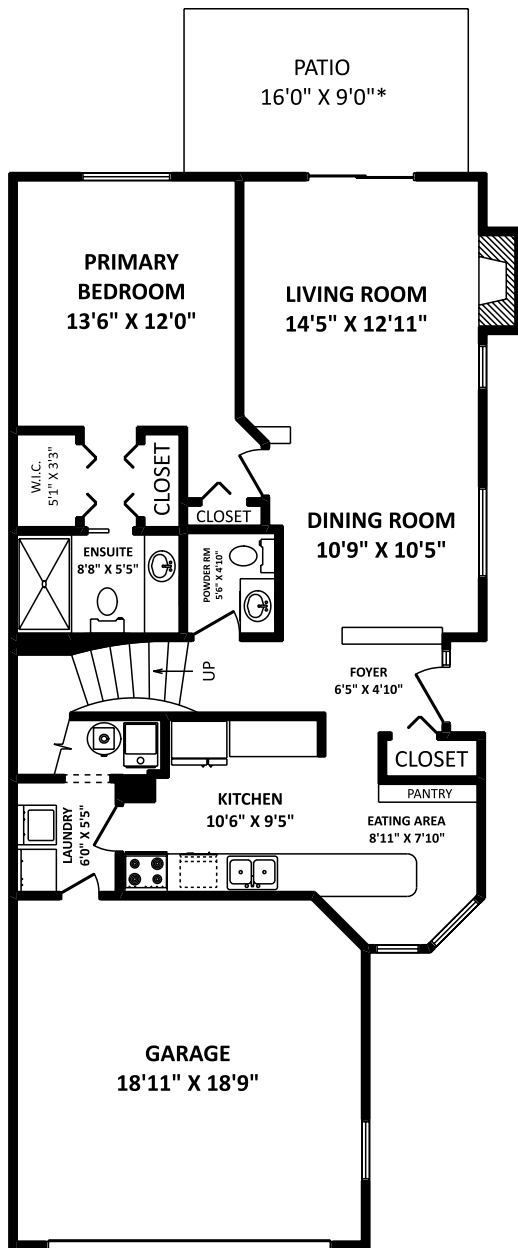 PATIO
16'0" X 9'0"*
PRIMARY
BEDROOM
13'6" X 12'0"
LIVING ROOM
14'5" X 12'11"
W.I.C.
5'1" X 3'3"
CLOSET
CLOSET
DINING ROOM
10'9" X 10'5"
ENSUITE
8'8" X 5'5"
POWDER RM
5'6" X 4'10"
UP
FOYER
6'5" X 4'10"
CLOSET
PANTRY
KITCHEN
10'6" X 9'5"
EATING AREA
8'11" X 7'10"
LAUNDRY
6'0" X 5'5"
GARAGE
18'11" X 18'9"